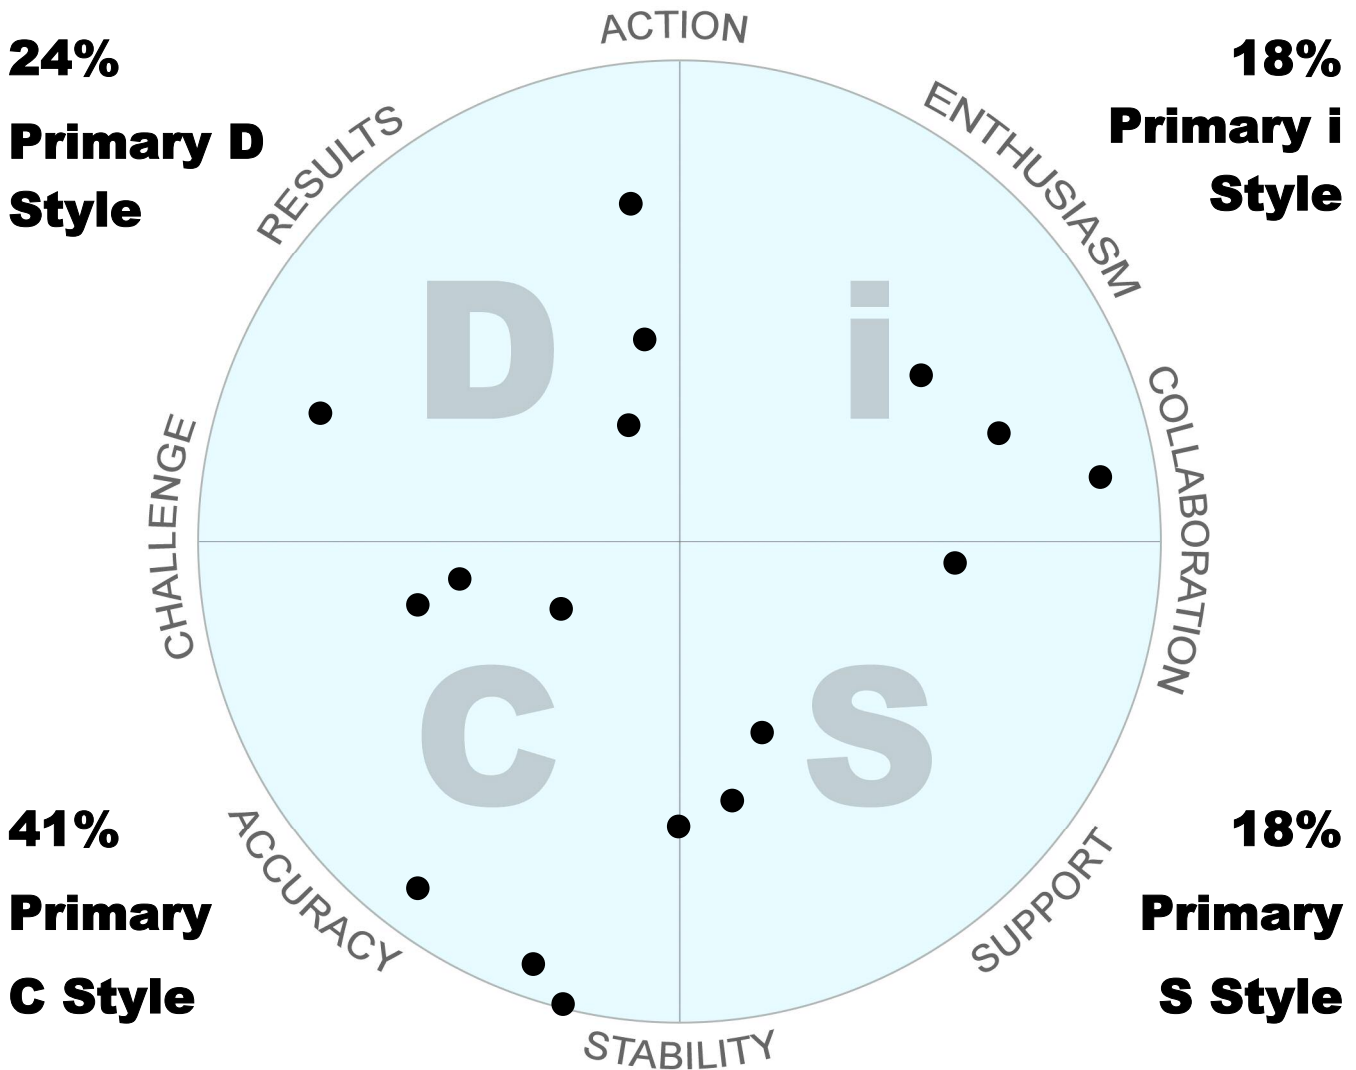 ACTION
24%
Primary D
Style
18%
Primary i
Style
RESULTS
ENTHUSIASM
D
i
CHALLENGE
COLLABORATION
C
S
41%
Primary
C Style
18%
Primary
S Style
ACCURACY
SUPPORT
STABILITY